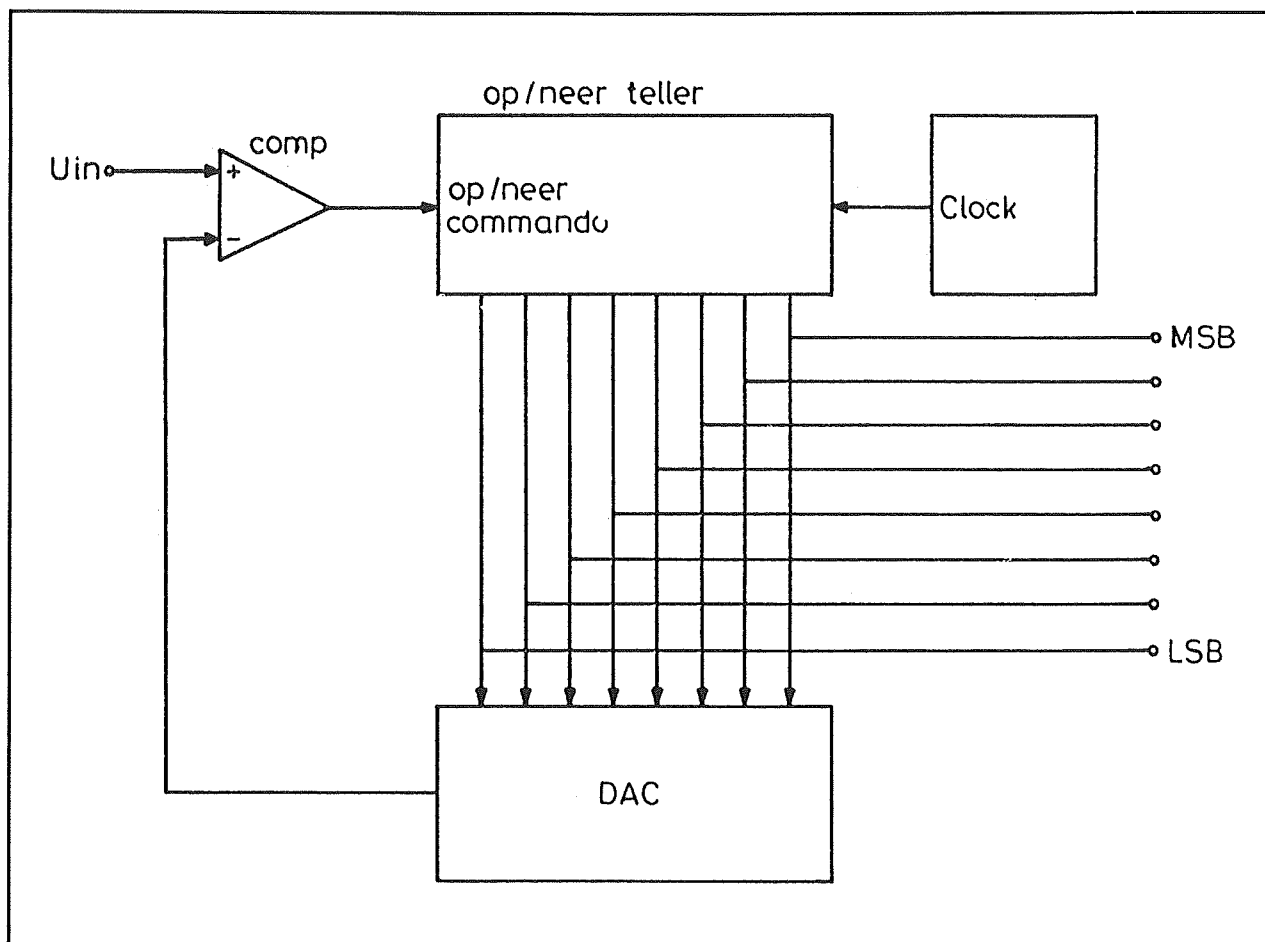 op/neer teller
comp
Uin
+
-
op/neer
commando
Clock
MSB
LSB
DAC